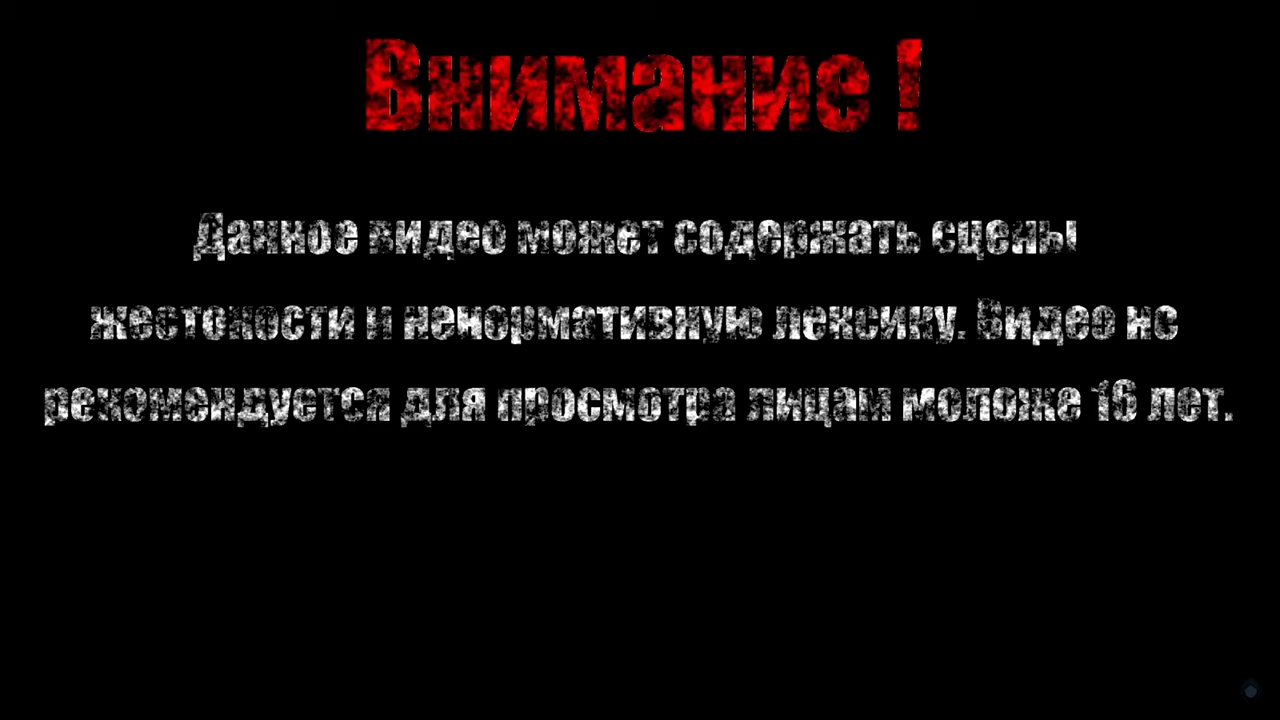 Внимание !
Данное видео может содержать сцены
жестокости и ненормативную лексику. Видео не
рекомендуется для просмотра лицам моложе 16 лет.